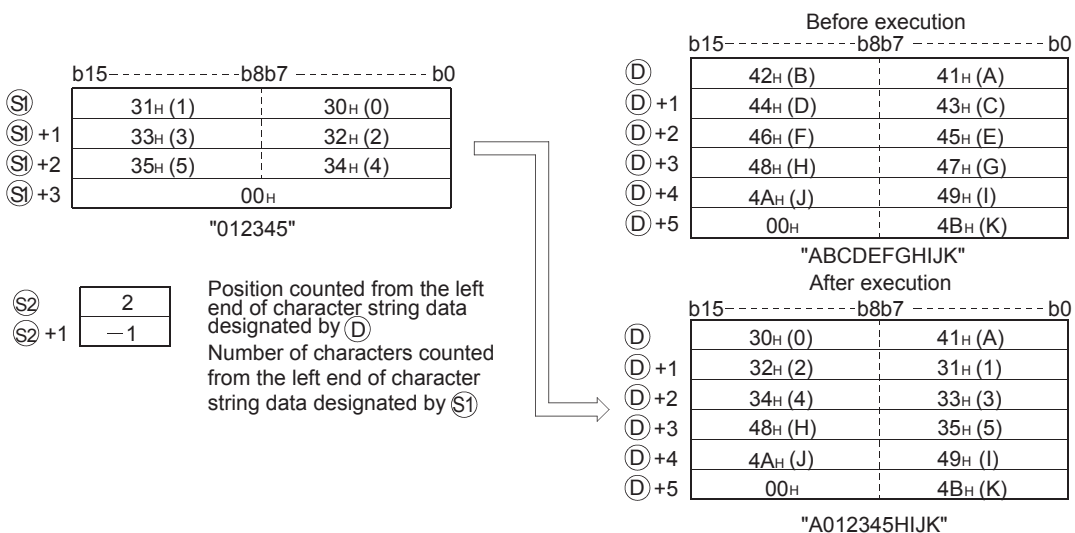 b15 b8b7 b0
Ⓢ1 31H (1) 30H (0)
Ⓢ1 +1 33H (3) 32H (2)
Ⓢ1 +2 35H (5) 34H (4)
Ⓢ1 +3 00H
"012345"
Ⓢ2 2
Ⓢ2 +1 —1
Position counted from the left
end of character string data
designated by Ⓓ
Number of characters counted
from the left end of character
string data designated by Ⓢ1
Before execution
b15 b8b7 b0
Ⓓ 42H (B) 41H (A)
Ⓓ +1 44H (D) 43H (C)
Ⓓ +2 46H (F) 45H (E)
Ⓓ +3 48H (H) 47H (G)
Ⓓ +4 4AH (J) 49H (I)
Ⓓ +5 00H 4BH (K)
"ABCDEFGHIJK"
After execution
b15 b8b7 b0
Ⓓ 30H (0) 41H (A)
Ⓓ +1 32H (2) 31H (1)
Ⓓ +2 34H (4) 33H (3)
Ⓓ +3 48H (H) 35H (5)
Ⓓ +4 4AH (J) 49H (I)
Ⓓ +5 00H 4BH (K)
"A012345HIJK"